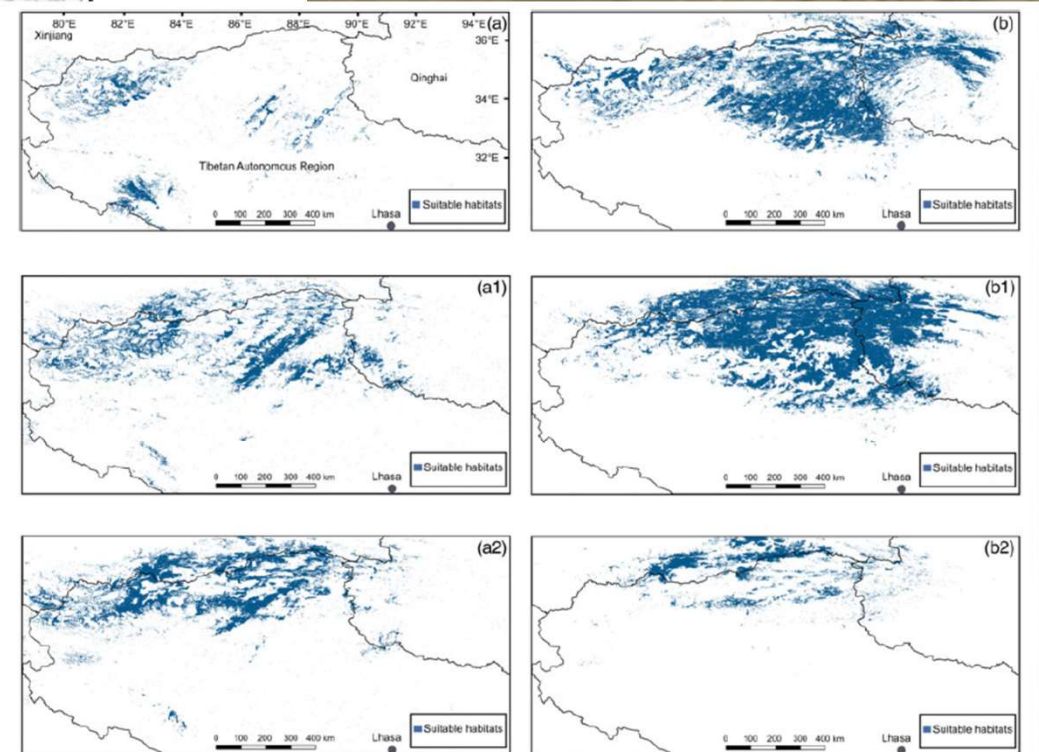 80°E 82°E 84°E 86°E 88°E 90°E 92°E 94°E (a)
Xinjiang
36°E
Qinghai
34°E
Tibetan Autonomous Region
32°E
Suitable habitats
0 100 200 300 400 km
Lhasa
(b)
Suitable habitats
0 100 200 300 400 km
Lhasa
(a1)
Suitable habitats
0 100 200 300 400 km
Lhasa
(b1)
Suitable habitats
0 100 200 300 400 km
Lhasa
(a2)
Suitable habitats
0 100 200 300 400 km
Lhasa
(b2)
Suitable habitats
0 100 200 300 400 km
Lhasa